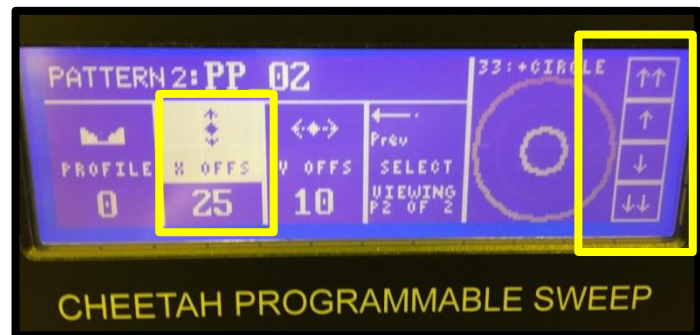 PATTERN 2: PP 02
33:+CIRCLE
PROFILE
0
X OFFS
25
Y OFFS
10
Prev
SELECT
VIEWING
P2 OF 2
CHEETAH PROGRAMMABLE SWEEP